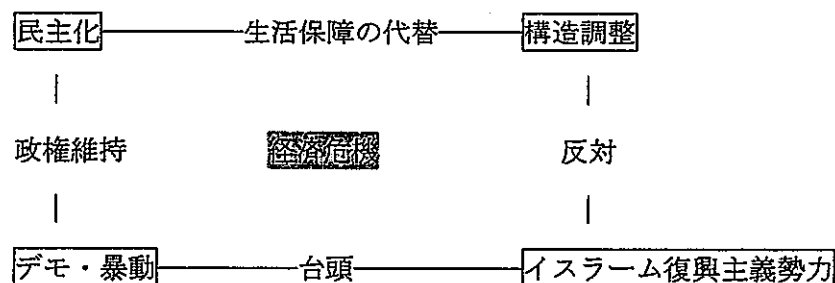 民主化 生活保障の代替 構造調整
政権維持 経済危機 反対
デモ・暴動 台頭 イスラーム復興主義勢力